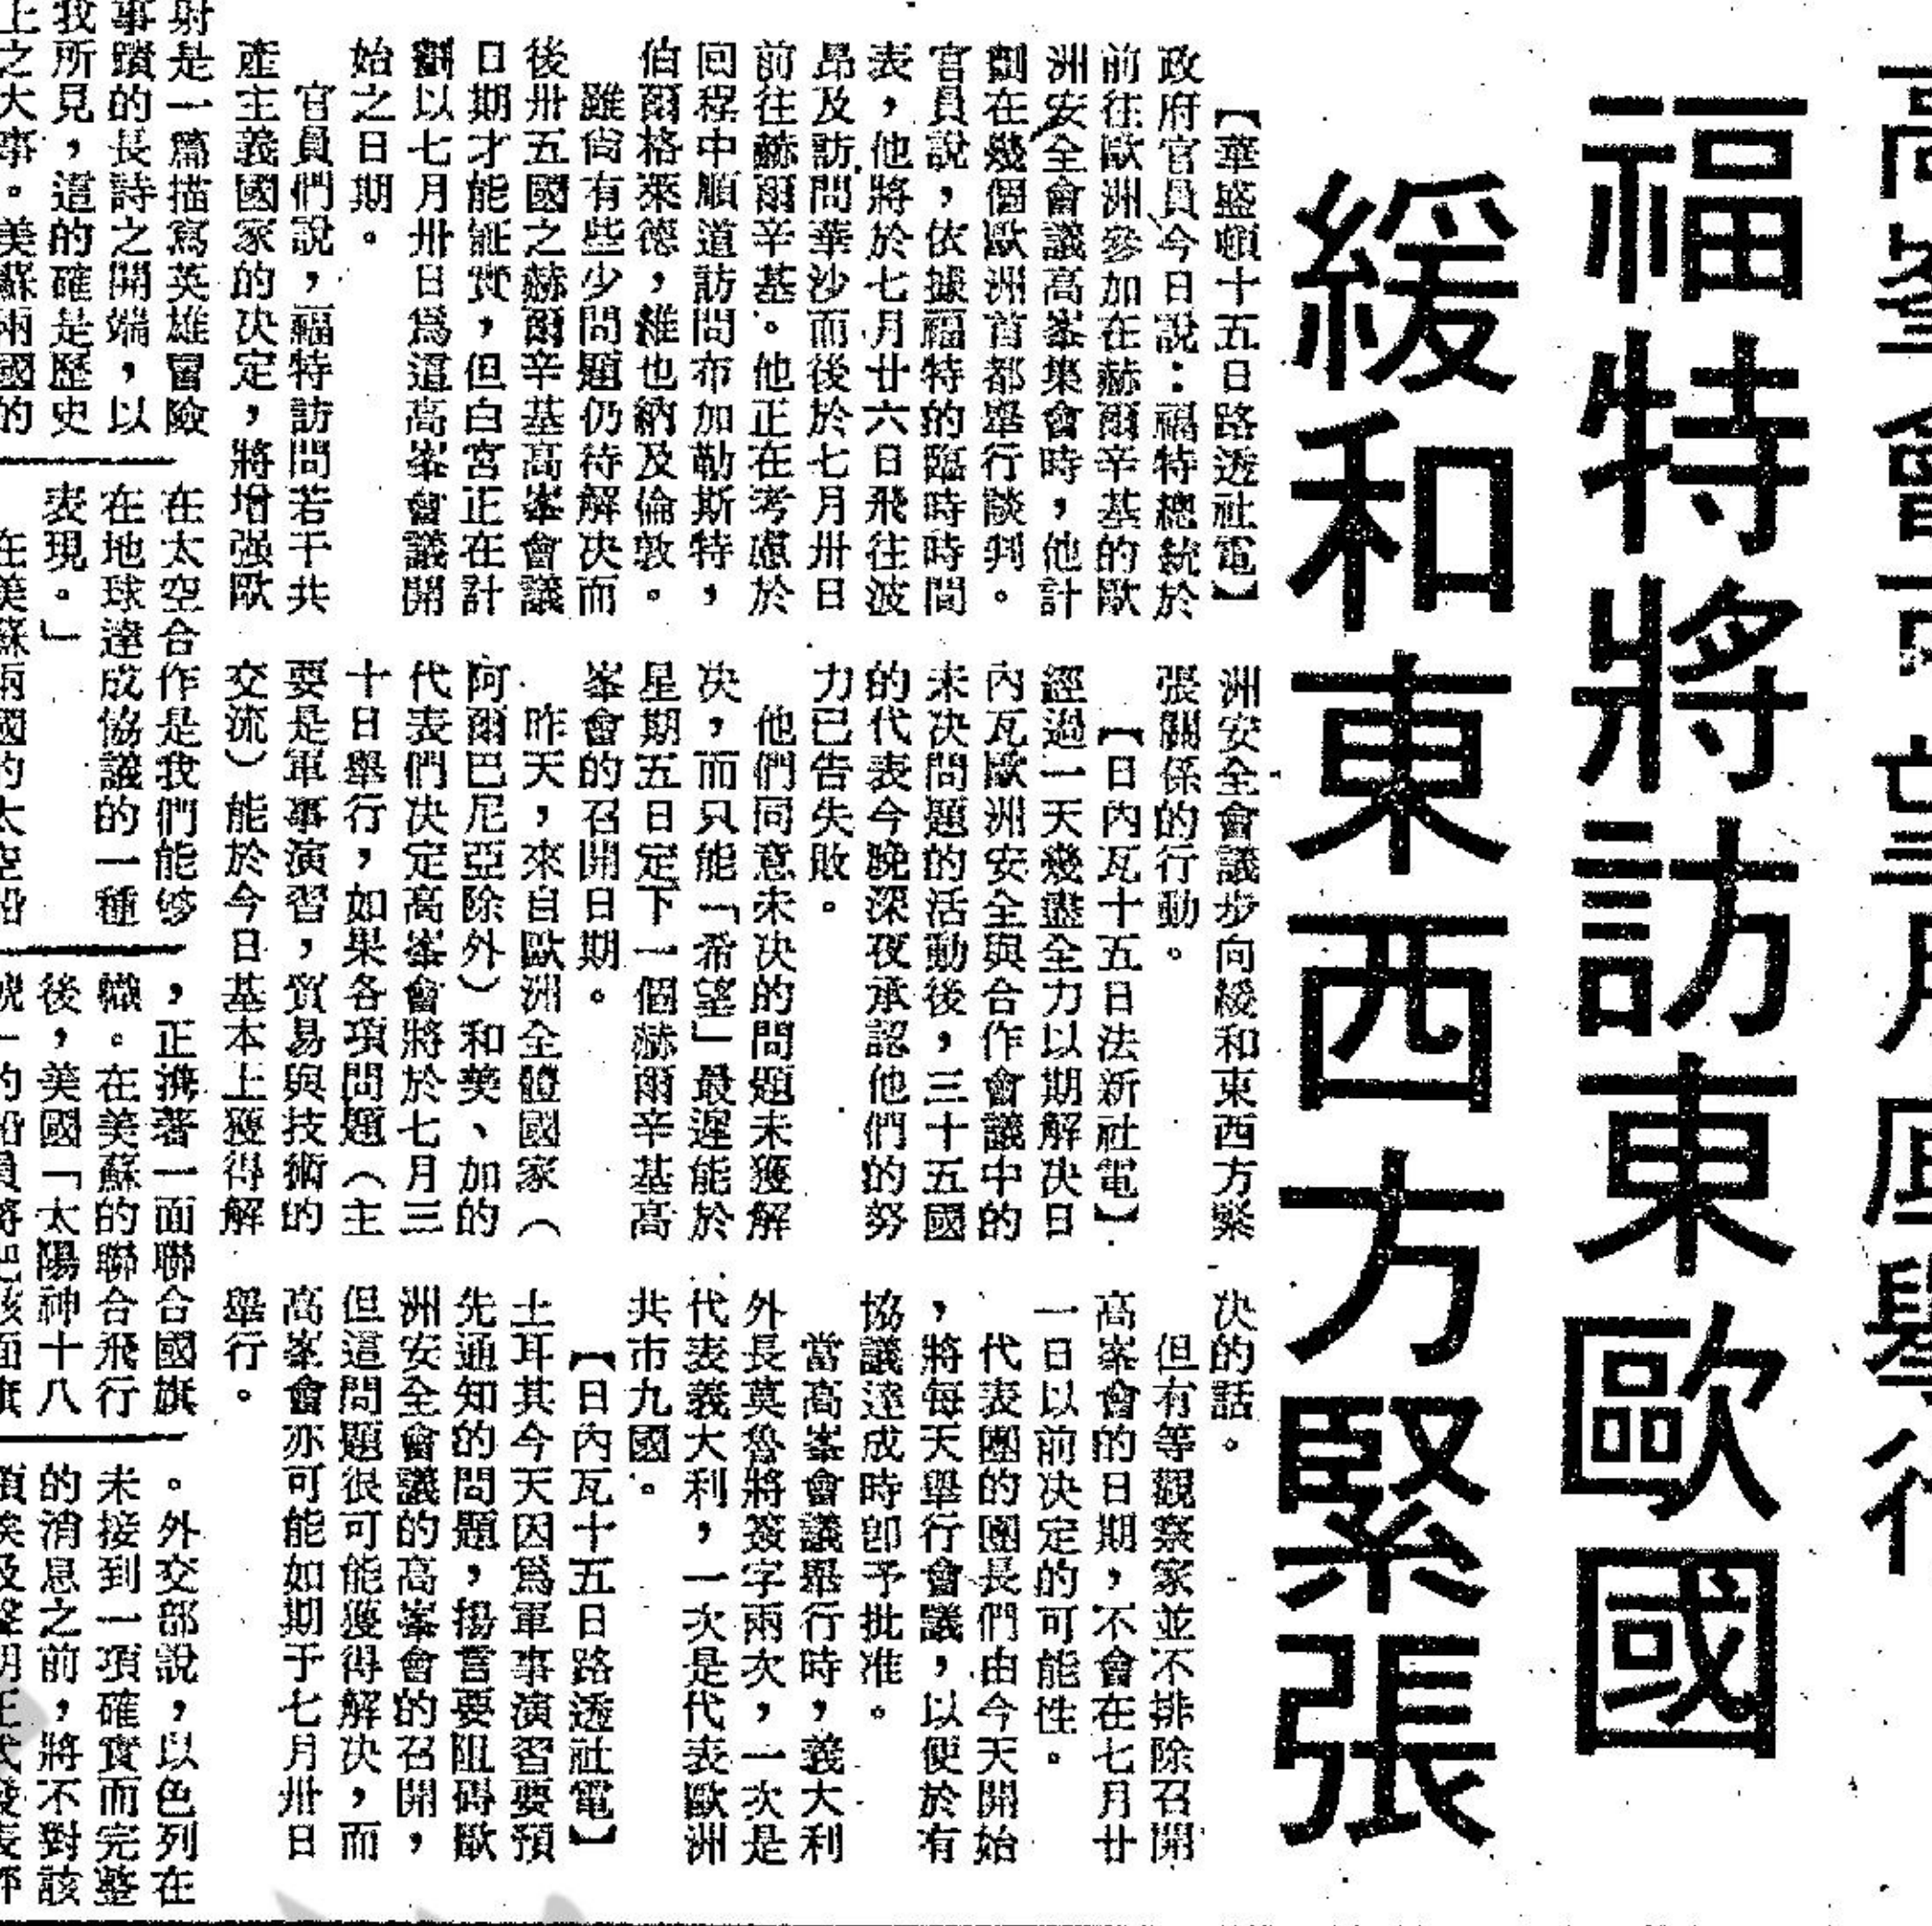 福特將訪東歐國
緩和東西方緊張
【華盛頓十五日路透社電】
政府官員今日說：福特總統於
前往歐洲參加在赫爾辛基的歐
洲安全會議高峯集會時，他計
劃在幾個歐洲首都舉行談判。
官員說，依據福特的臨時時間
表，他將於七月廿六日飛往波
昂及訪問華沙而後於七月卅日
前往赫爾辛基。他正在考慮於
回程中順道訪問布加勒斯特，
伯爾格萊德，維也納及倫敦。
雖尙有些少問題仍待解决而
後卅五國之赫爾辛基高峯會議
日期才能証實，但白宮正在計
劃以七月卅日爲這高峯會議開
始之日期。
官員們說，福特訪問若干共
產主義國家的决定，將增强歐
洲安全會議步向緩和東西方緊
張關係的行動。
【日內瓦十五日法新社電】
經過一天幾盡全力以期解决日
內瓦歐洲安全與合作會議中的
未决問題的活動後，三十五國
的代表今晚深夜承認他們的努
力已告失敗。
他們同意未决的問題未獲解
决，而只能「希望」最遲能於
星期五日定下一個赫爾辛基高
峯會的召開日期。
昨天，來自歐洲全體國家（
阿爾巴尼亞除外）和美、加的
代表們决定高峯會將於七月三
十日舉行，如果各項問題（主
要是軍事演習，貿易與技術的
交流）能於今日基本上獲得解
决的話。
但有等觀察家並不排除召開
高峯會的日期，不會在七月廿
一日以前决定的可能性。
代表團的團長們由今天開始
，將每天舉行會議，以便於有
協議達成時卽予批准。
當高峯會議舉行時，義大利
外長莫魯將簽字兩次，一次是
代表義大利，一次是代表歐洲
共市九國。
【日內瓦十五日路透社電】
土耳其今天因爲軍事演習要預
先通知的問題，揚言要阻碍歐
洲安全會議的高峯會的召開，
但這問題很可能獲得解决，而
高峯會亦可能如期于七月卅日
舉行。
射是一篇描寫英雄冒險
事蹟的長詩之開端，以
我所見，這的確是歷史
上之大事。美蘇兩國的
在太空合作是我們能够
在地球達成協議的一種
表現。」
在美蘇兩國的太空船
，正携著一面聯合國旗
幟。在美蘇的聯合飛行
後，美國「太陽神十八
。外交部說，以色列在
未接到一項確實而完整
的消息之前，將不對該